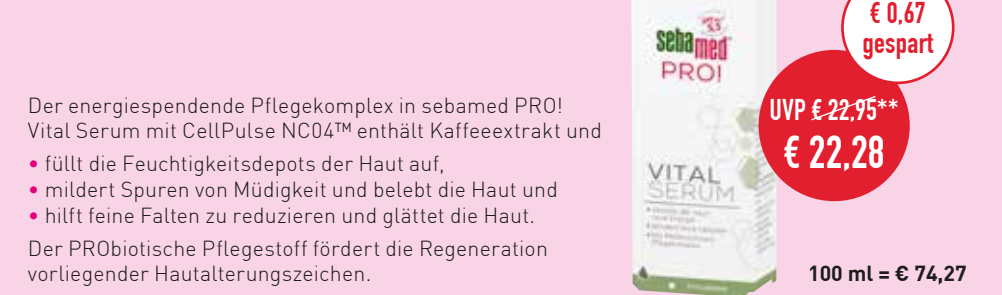 € 0,67
gespart
sebamed
PRO!
UVP € 22,95**
€ 22,28
Der energiespendende Pflegekomplex in sebamed PRO!
Vital Serum mit CellPulse NC04™ enthält Kaffeeextrakt und
• füllt die Feuchtigkeitsdepots der Haut auf,
• mildert Spuren von Müdigkeit und belebt die Haut und
• hilft feine Falten zu reduzieren und glättet die Haut.
Der PRObiotische Pflegestoff fördert die Regeneration
vorliegender Hautalterungszeichen.
VITAL
SERUM
100 ml = € 74,27